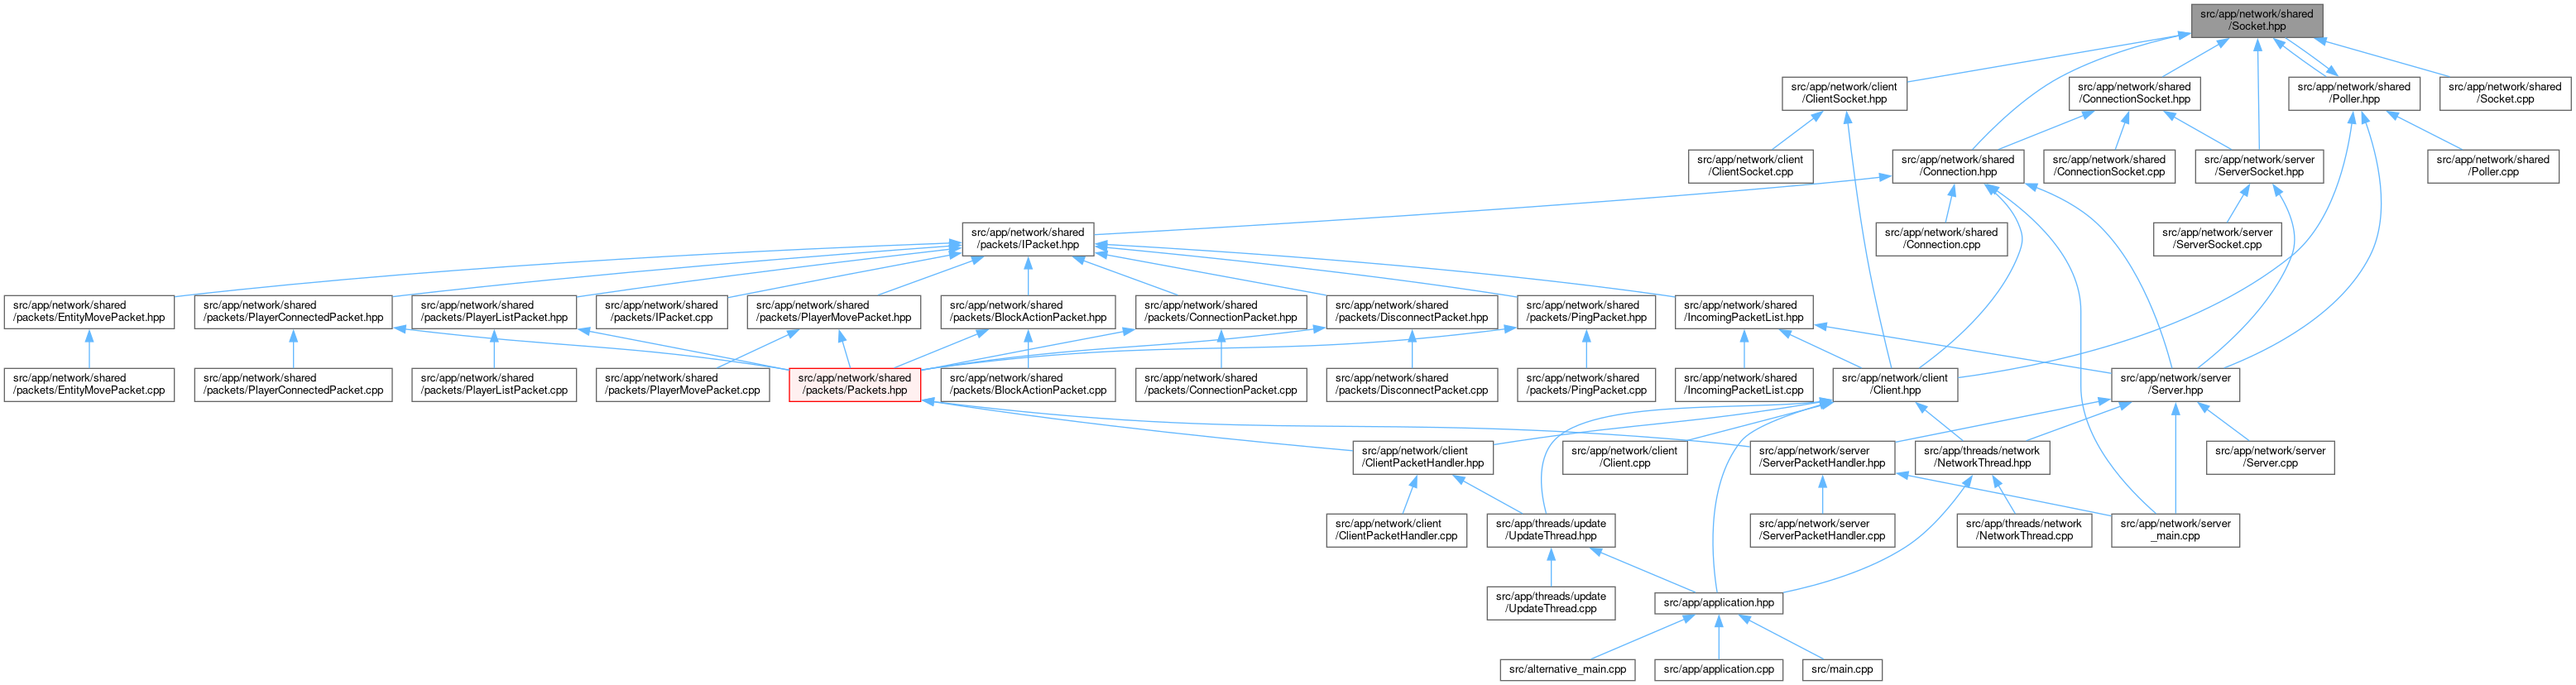 src/app/network/shared
/Socket.hpp
src/app/network/client
/ClientSocket.hpp
src/app/network/shared
/ConnectionSocket.hpp
src/app/network/shared
/Poller.hpp
src/app/network/shared
/Socket.cpp
src/app/network/client
/ClientSocket.cpp
src/app/network/shared
/Connection.hpp
src/app/network/shared
/ConnectionSocket.cpp
src/app/network/server
/ServerSocket.hpp
src/app/network/shared
/Poller.cpp
src/app/network/shared
/packets/IPacket.hpp
src/app/network/shared
/Connection.cpp
src/app/network/server
/ServerSocket.cpp
src/app/network/shared
/packets/EntityMovePacket.hpp
src/app/network/shared
/packets/PlayerConnectedPacket.hpp
src/app/network/shared
/packets/PlayerListPacket.hpp
src/app/network/shared
/packets/IPacket.cpp
src/app/network/shared
/packets/PlayerMovePacket.hpp
src/app/network/shared
/packets/BlockActionPacket.hpp
src/app/network/shared
/packets/ConnectionPacket.hpp
src/app/network/shared
/packets/DisconnectPacket.hpp
src/app/network/shared
/packets/PingPacket.hpp
src/app/network/shared
/IncomingPacketList.hpp
src/app/network/shared
/packets/EntityMovePacket.cpp
src/app/network/shared
/packets/PlayerConnectedPacket.cpp
src/app/network/shared
/packets/PlayerListPacket.cpp
src/app/network/shared
/packets/PlayerMovePacket.cpp
src/app/network/shared
/packets/Packets.hpp
src/app/network/shared
/packets/BlockActionPacket.cpp
src/app/network/shared
/packets/ConnectionPacket.cpp
src/app/network/shared
/packets/DisconnectPacket.cpp
src/app/network/shared
/packets/PingPacket.cpp
src/app/network/shared
/IncomingPacketList.cpp
src/app/network/client
/Client.hpp
src/app/network/server
/Server.hpp
src/app/network/client
/ClientPacketHandler.hpp
src/app/network/client
/Client.cpp
src/app/network/server
/ServerPacketHandler.hpp
src/app/threads/network
/NetworkThread.hpp
src/app/network/server
/Server.cpp
src/app/network/client
/ClientPacketHandler.cpp
src/app/threads/update
/UpdateThread.hpp
src/app/network/server
/ServerPacketHandler.cpp
src/app/threads/network
/NetworkThread.cpp
src/app/network/server
_main.cpp
src/app/threads/update
/UpdateThread.cpp
src/app/application.hpp
src/alternative_main.cpp
src/app/application.cpp
src/main.cpp